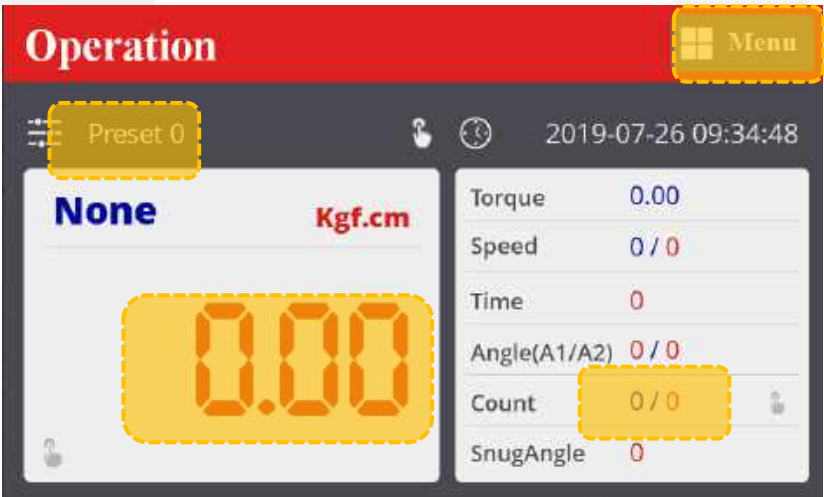 Operation
Menu
Preset 0
2019-07-26 09:34:48
None
Kgf.cm
0.00
Torque 0.00
Speed 0 / 0
Time 0
Angle(A1/A2) 0 / 0
Count 0 / 0
SnugAngle 0